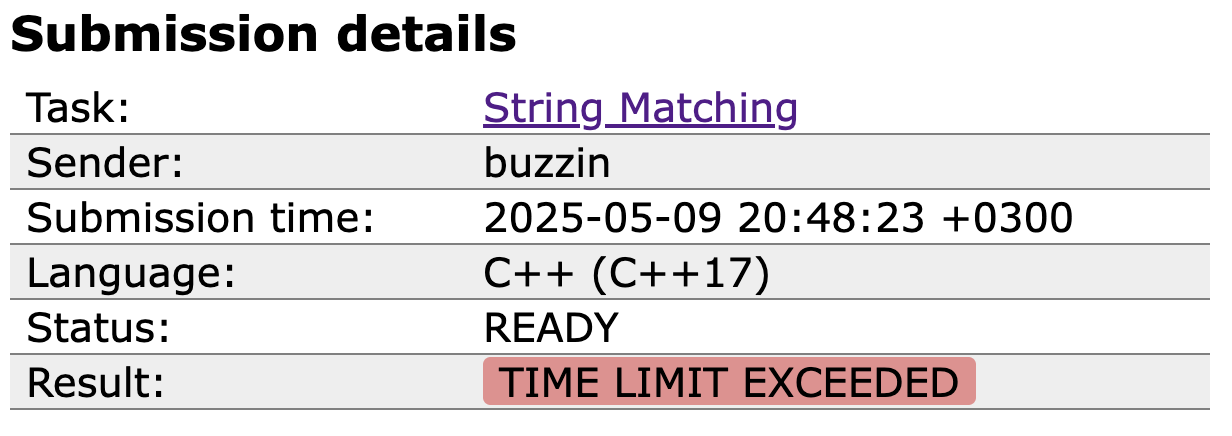 Submission details
Task: String Matching
Sender: buzzin
Submission time: 2025-05-09 20:48:23 +0300
Language: C++ (C++17)
Status: READY
Result: TIME LIMIT EXCEEDED